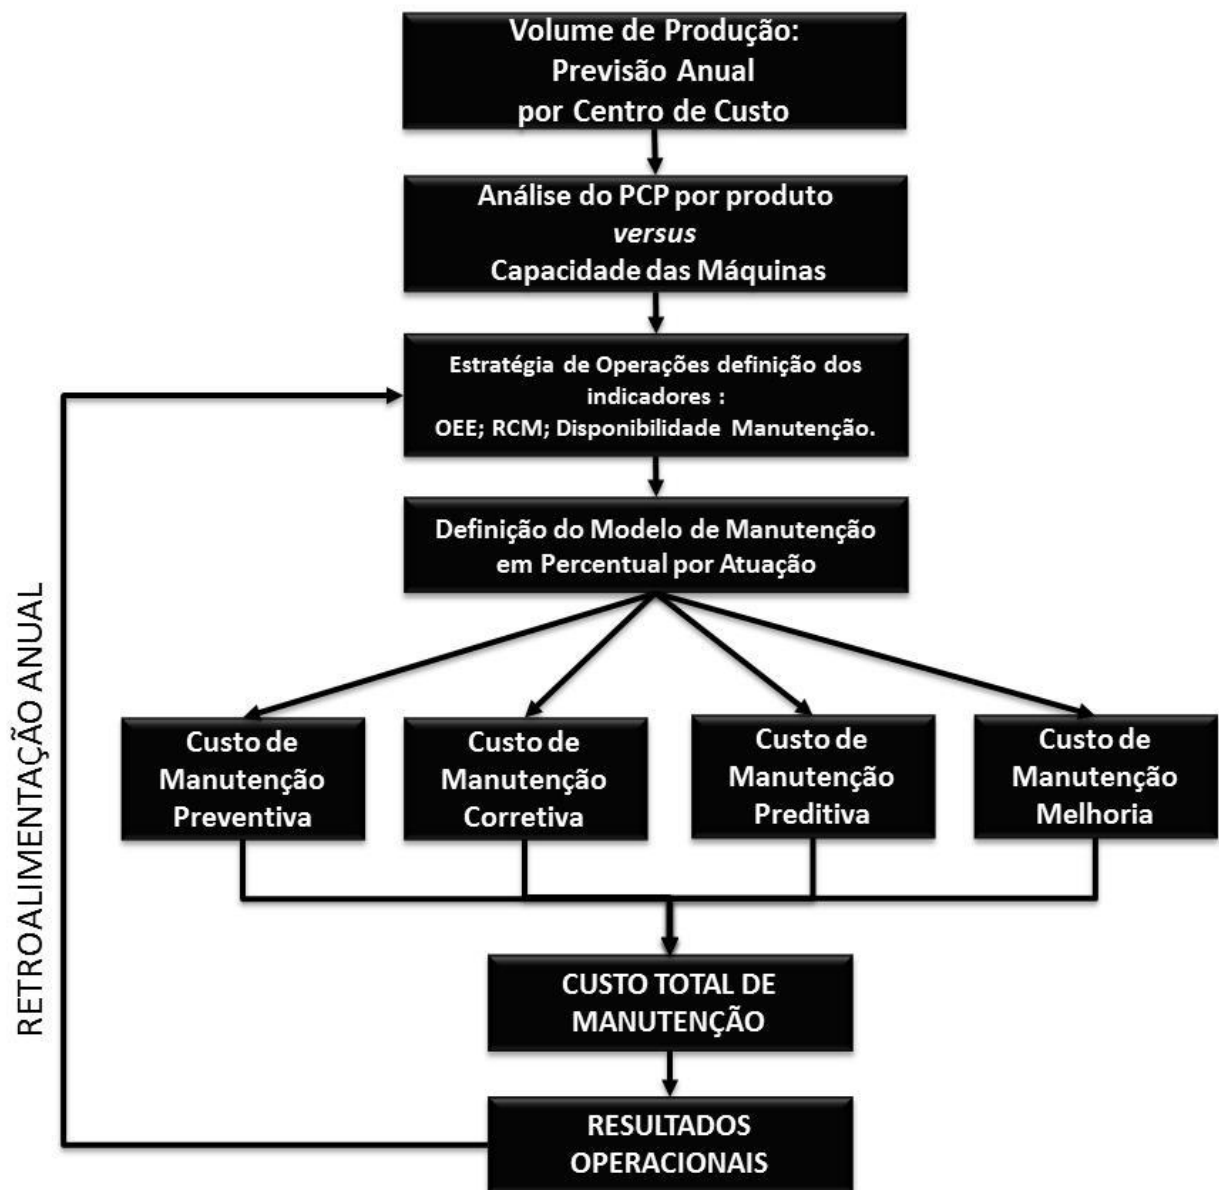 Volume de Produção:
Previsão Anual
por Centro de Custo
Análise do PCP por produto
versus
Capacidade das Máquinas
Estratégia de Operações definição dos
indicadores :
OEE; RCM; Disponibilidade Manutenção.
Definição do Modelo de Manutenção
em Percentual por Atuação
Custo de
Manutenção
Preventiva
Custo de
Manutenção
Corretiva
Custo de
Manutenção
Preditiva
Custo de
Manutenção
Melhoria
CUSTO TOTAL DE
MANUTENÇÃO
RESULTADOS
OPERACIONAIS
RETROALIMENTAÇÃO ANUAL